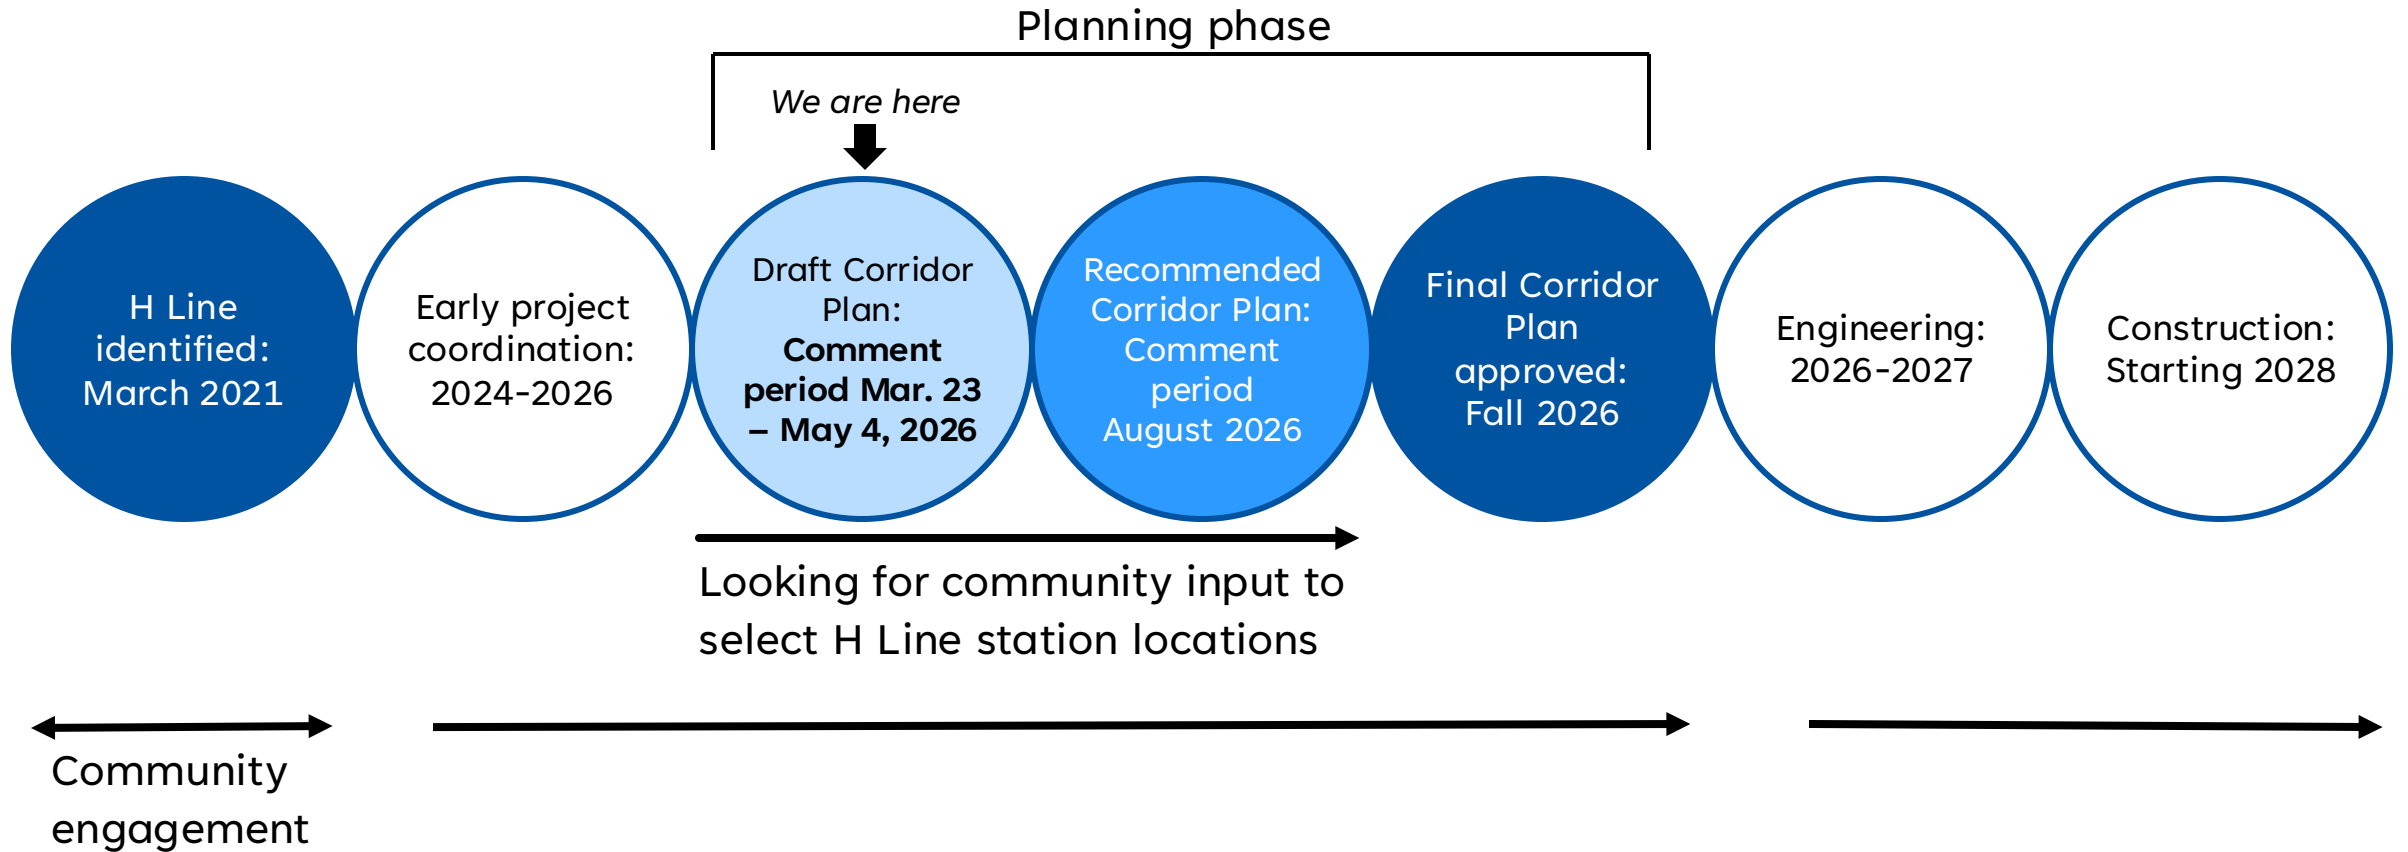 Planning phase
We are here
H Line
identified:
March 2021
Early project
coordination:
2024-2026
Draft Corridor
Plan:
Comment
period Mar. 23
– May 4, 2026
Recommended
Corridor Plan:
Comment
period
August 2026
Final Corridor
Plan
approved:
Fall 2026
Engineering:
2026-2027
Construction:
Starting 2028
Looking for community input to
select H Line station locations
Community
engagement